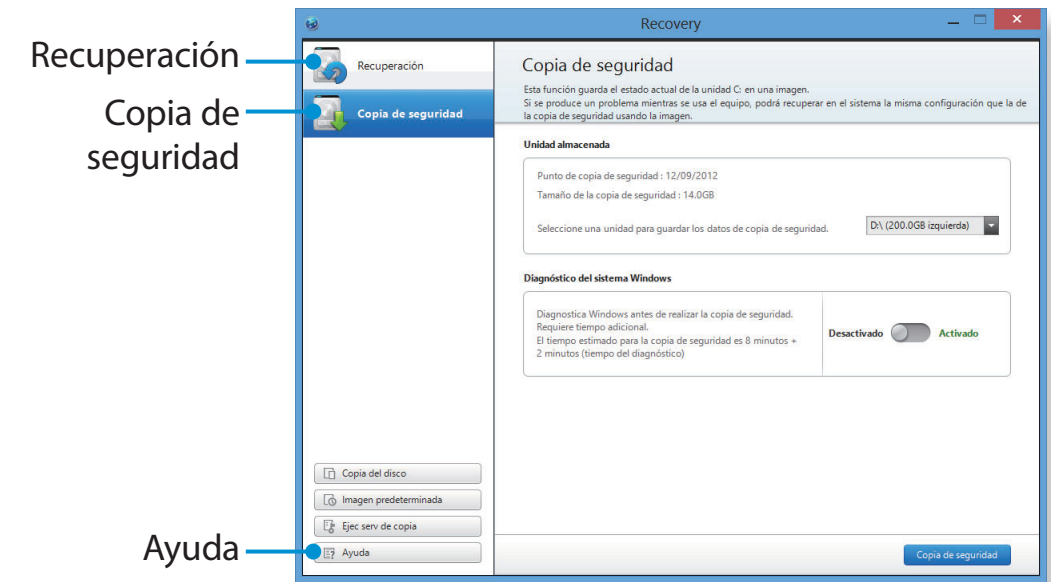 Recovery
Recuperación
Copia de
seguridad
Ayuda
Recuperación
Copia de seguridad
Copia del disco
Imagen predeterminada
Ejec serv de copia
Ayuda
Copia de seguridad
Esta función guarda el estado actual de la unidad C: en una imagen.
Si se produce un problema mientras se usa el equipo, podrá recuperar en el sistema la misma configuración que la de
la copia de seguridad usando la imagen.
Unidad almacenada
Punto de copia de seguridad : 12/09/2012
Tamaño de la copia de seguridad : 14.0GB
Seleccione una unidad para guardar los datos de copia de seguridad.
D:\ (200.0GB izquierda)
Diagnóstico del sistema Windows
Diagnostica Windows antes de realizar la copia de seguridad.
Requiere tiempo adicional.
El tiempo estimado para la copia de seguridad es 8 minutos +
2 minutos (tiempo del diagnóstico)
Desactivado Activado
Copia de seguridad